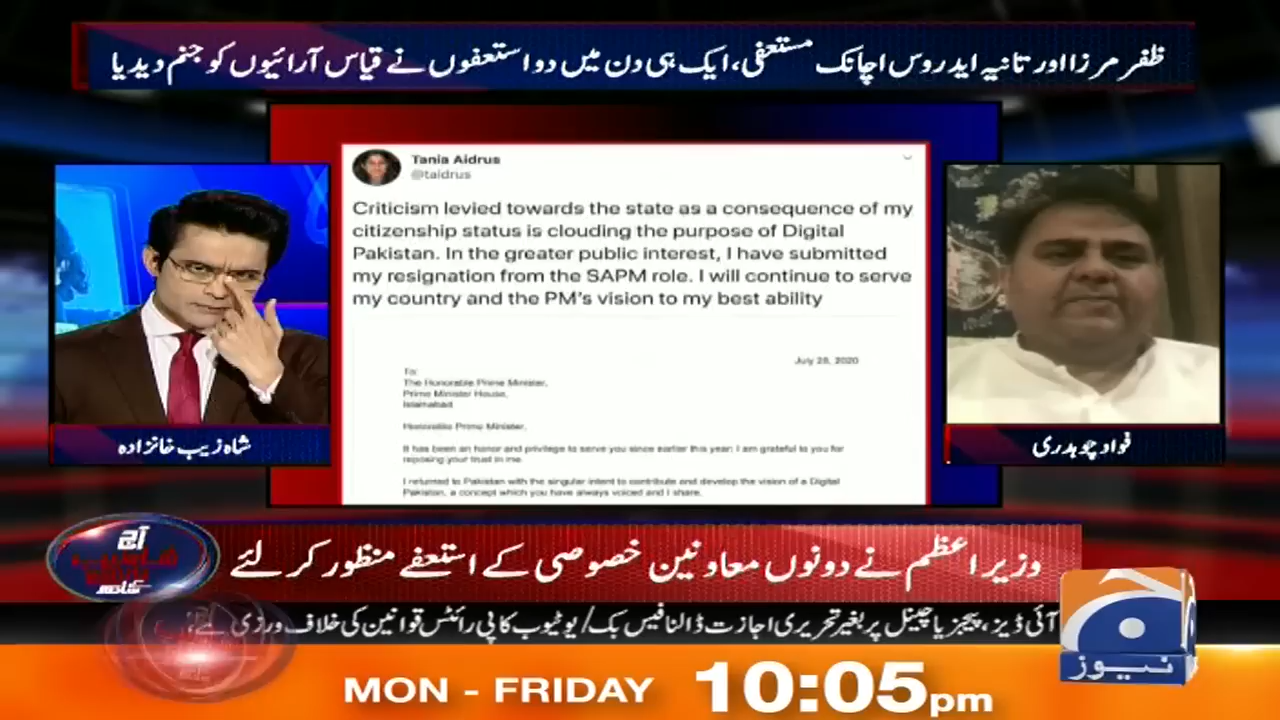 ظفر مرزا اور تانیہ ایدروس اچانک مستعفی، ایک ہی دن میں دو استعفوں نے قیاس آرائیوں کو جنم دیدیا
Tania Aidrus
@taidrus
Criticism levied towards the state as a consequence of my
citizenship status is clouding the purpose of Digital
Pakistan. In the greater public interest, I have submitted
my resignation from the SAPM role. I will continue to serve
my country and the PM's vision to my best ability
July 28, 2020
To:
The Honorable Prime Minister,
Prime Minister House,
Islamabad
Honorable Prime Minister,
It has been an honor and privilege to serve you since earlier this year; I am grateful to you for
reposing your trust in me.
I returned to Pakistan with the singular intent to contribute and develop the vision of a Digital
Pakistan, a concept which you have always voiced and I share.
شاہ زیب خانزادہ
فواد چوہدری
آج
وزیراعظم نے دونوں معاونین خصوصی کے استعفے منظور کر لئے
آئی ڈیز، پیجز یا چینل پر بغیر تحریری اجازت ڈالنا فیس بک/یوٹیوب کاپی رائٹس قوانین کی خلاف ورزی ہے
نیوز
MON - FRIDAY 10:05pm